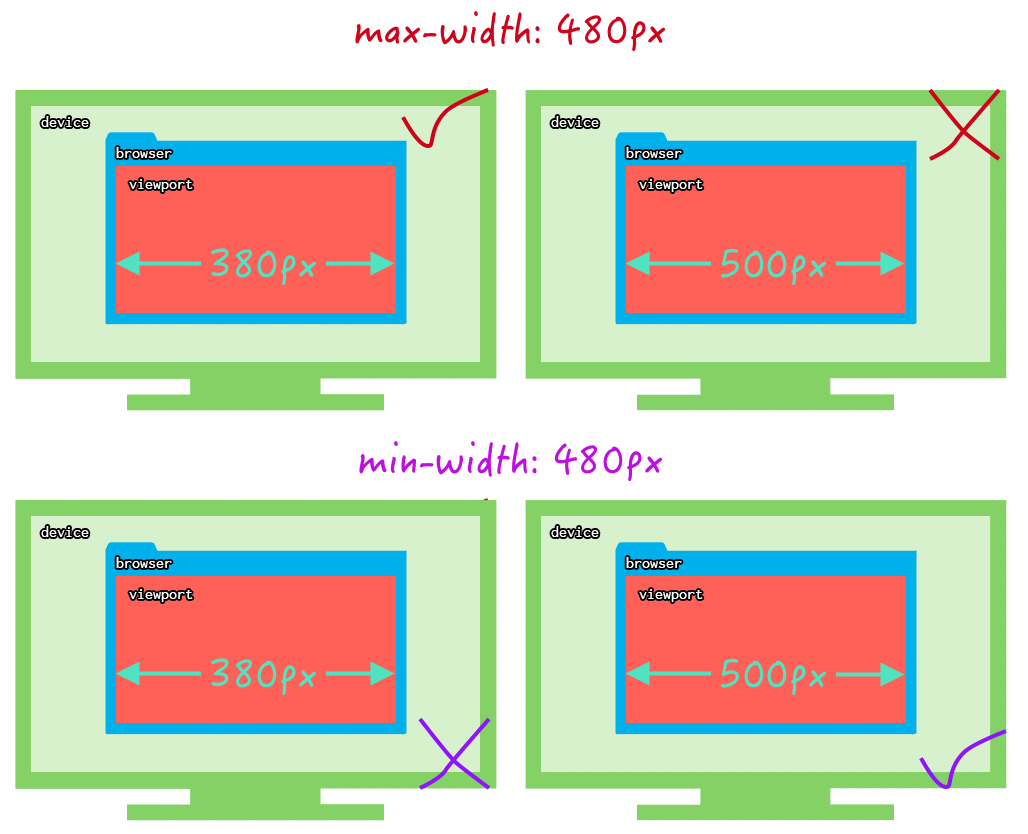 max-width: 480px
device
browser
viewport
380px
device
browser
viewport
500px
min-width: 480px
device
browser
viewport
380px
device
browser
viewport
500px